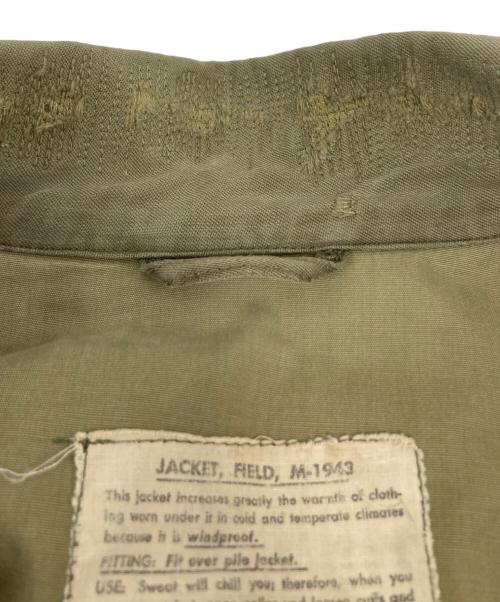 JACKET, FIELD, M-1943
This jacket increases greatly the warmth of cloth-
ing worn under it in cold and temperate climates
because it is windproof.
FITTING: Fit over pile jacket.
USE: Sweat will chill you; therefore, when you